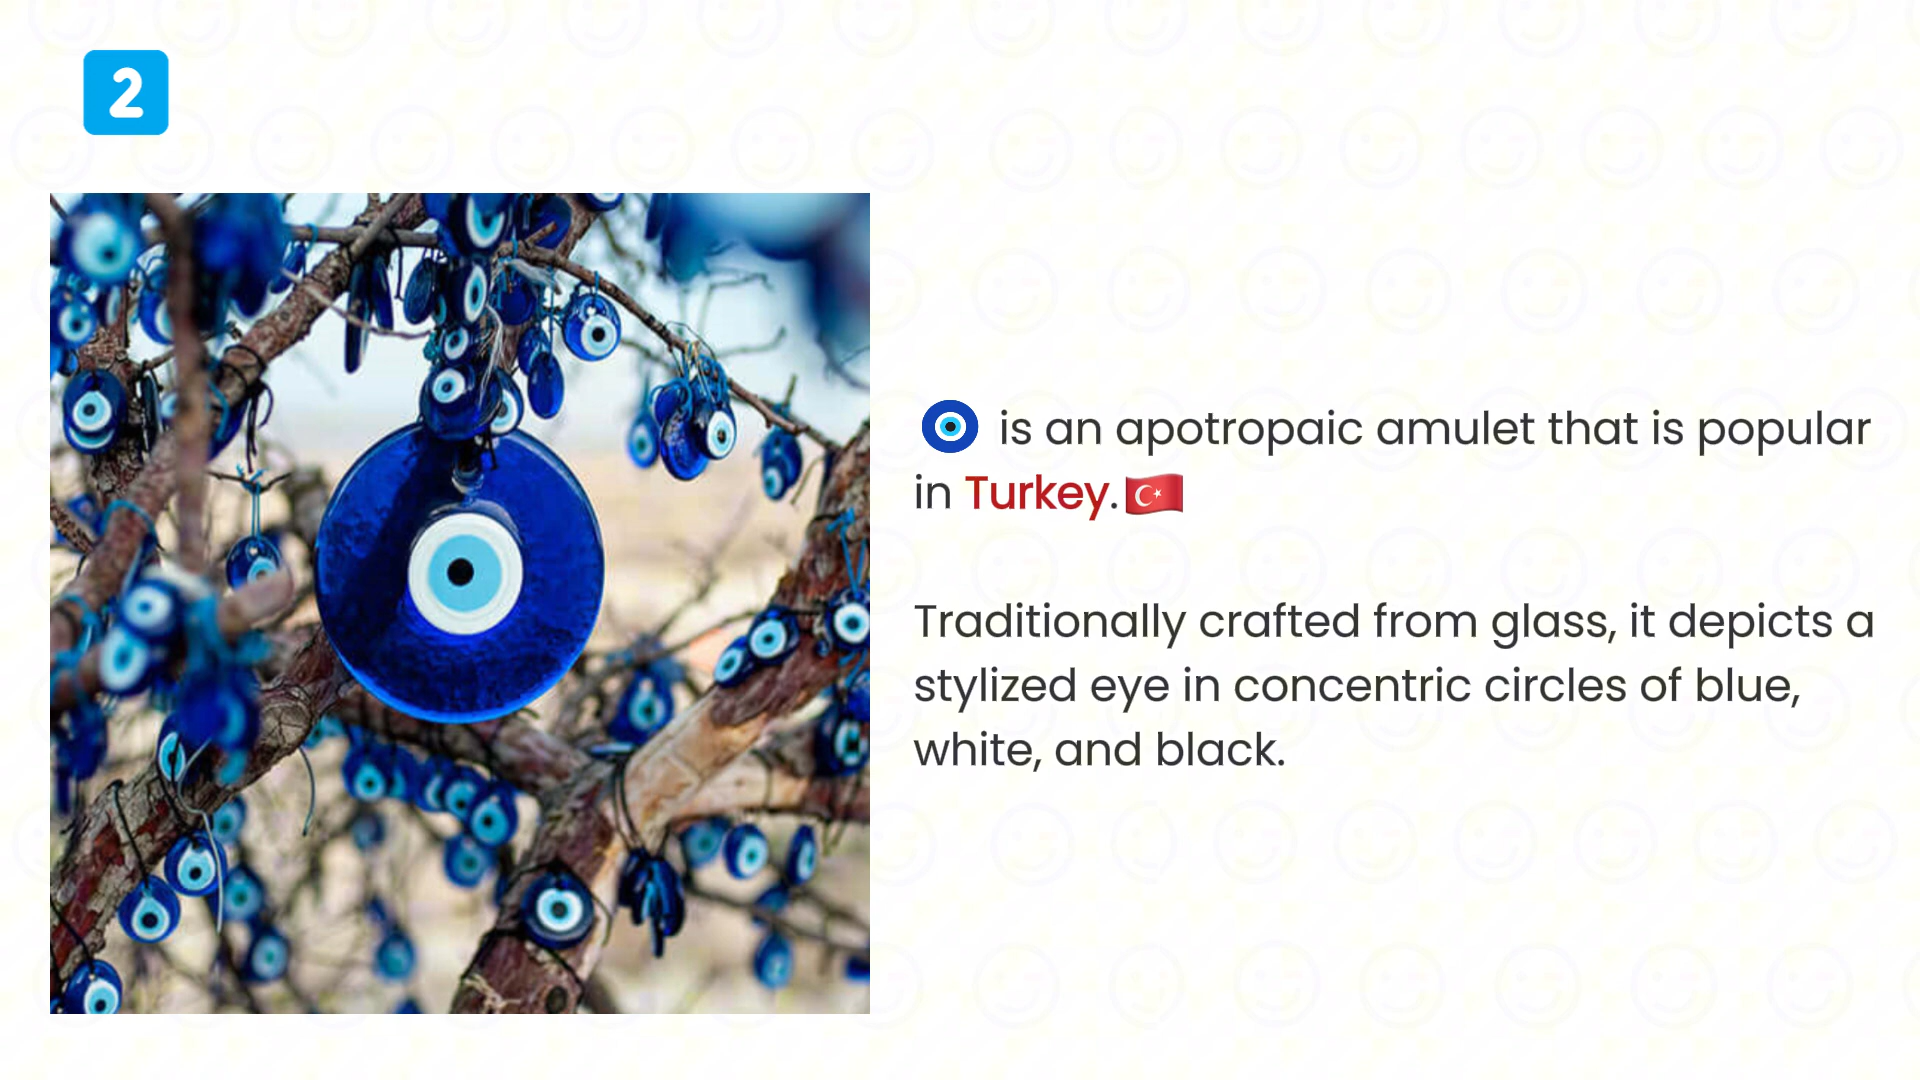 2
🧿 is an apotropaic amulet that is popular
in Turkey.🇹🇷
Traditionally crafted from glass, it depicts a
stylized eye in concentric circles of blue,
white, and black.